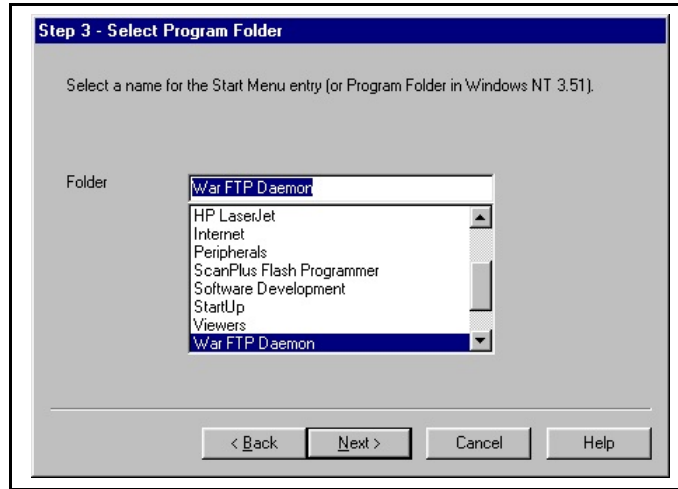 Step 3 - Select Program Folder
Select a name for the Start Menu entry (or Program Folder in Windows NT 3.51).
Folder
War FTP Daemon
HP LaserJet
Internet
Peripherals
ScanPlus Flash Programmer
Software Development
StartUp
Viewers
War FTP Daemon
< Back Next > Cancel Help